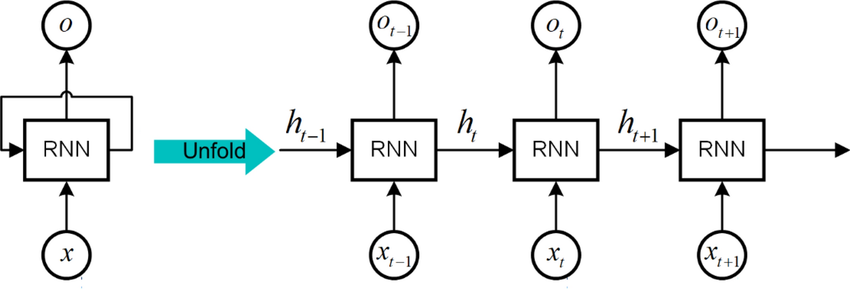 o
o_{t-1}
o_t
o_{t+1}
h_{t-1}
h_t
h_{t+1}
RNN
Unfold
RNN
RNN
RNN
x
x_{t-1}
x_t
x_{t+1}